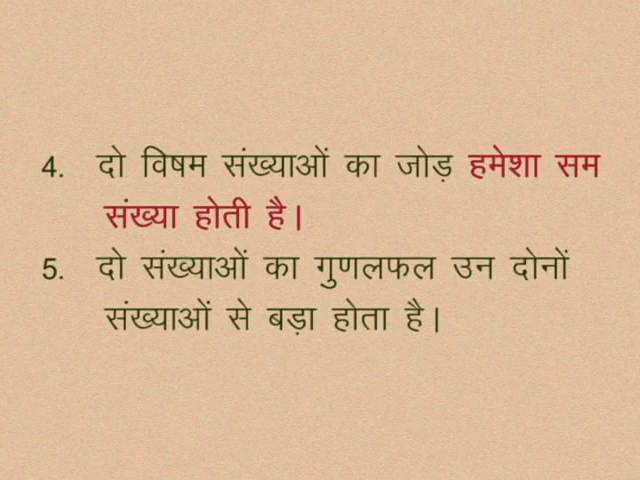 4. दो विषम संख्याओं का जोड़ हमेशा सम
संख्या होती है।
5. दो संख्याओं का गुणलफल उन दोनों
संख्याओं से बड़ा होता है।